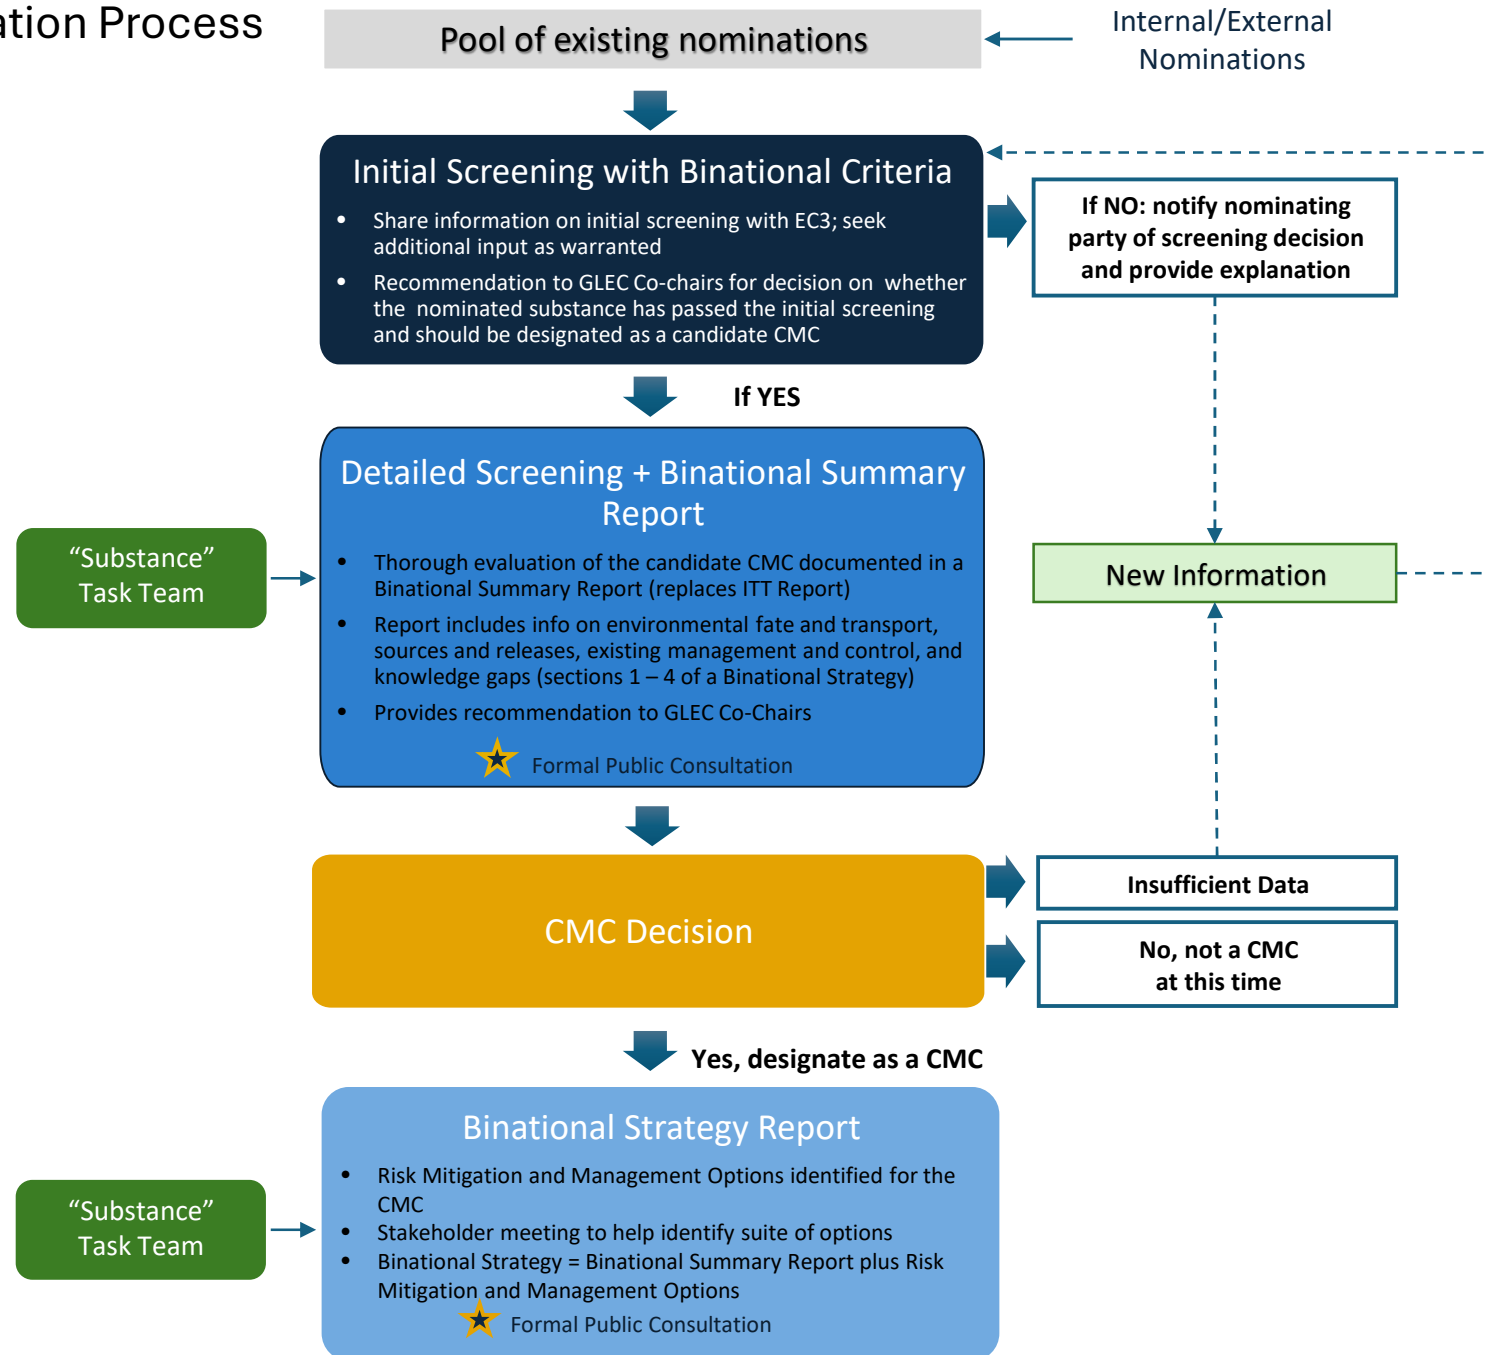 ation Process
Pool of existing nominations
Internal/External
Nominations
Initial Screening with Binational Criteria
• Share information on initial screening with EC3; seek
additional input as warranted
• Recommendation to GLEC Co-chairs for decision on whether
the nominated substance has passed the initial screening
and should be designated as a candidate CMC
If NO: notify nominating
party of screening decision
and provide explanation
If YES
Detailed Screening + Binational Summary
Report
• Thorough evaluation of the candidate CMC documented in a
Binational Summary Report (replaces ITT Report)
• Report includes info on environmental fate and transport,
sources and releases, existing management and control, and
knowledge gaps (sections 1 – 4 of a Binational Strategy)
• Provides recommendation to GLEC Co-Chairs
Formal Public Consultation
“Substance”
Task Team
New Information
CMC Decision
Insufficient Data
No, not a CMC
at this time
Yes, designate as a CMC
Binational Strategy Report
• Risk Mitigation and Management Options identified for the
CMC
• Stakeholder meeting to help identify suite of options
• Binational Strategy = Binational Summary Report plus Risk
Mitigation and Management Options
Formal Public Consultation
“Substance”
Task Team